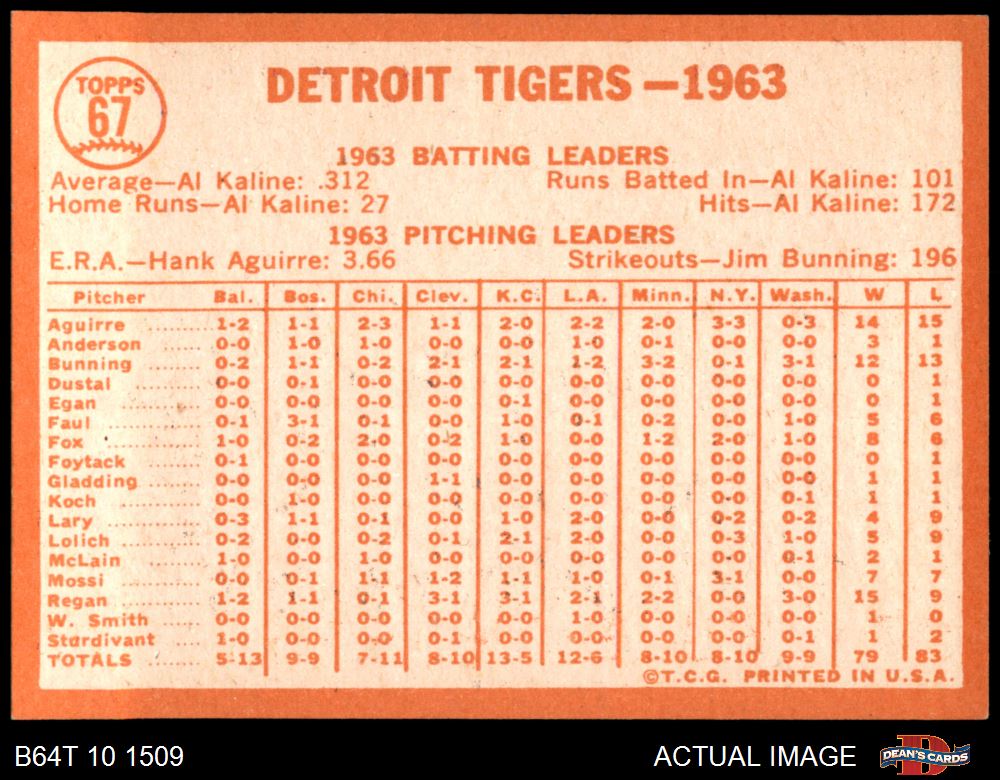 TOPPS
67
DETROIT TIGERS—1963
1963 BATTING LEADERS
Average—Al Kaline: .312 Runs Batted In—Al Kaline: 101
Home Runs—Al Kaline: 27 Hits—Al Kaline: 172
1963 PITCHING LEADERS
E.R.A.—Hank Aguirre: 3.66 Strikeouts—Jim Bunning: 196
Pitcher Bal. Bos. Chi. Clev. K.C. L.A. Minn. N.Y. Wash. W L
Aguirre ......... 1-2 1-1 2-3 1-1 2-0 2-2 2-0 3-3 0-3 14 15
Anderson ...... 0-0 1-0 1-0 0-0 0-0 1-0 0-1 0-0 0-0 3 1
Bunning ........ 0-2 1-1 0-2 2-1 2-1 1-2 3-2 0-1 3-1 12 13
Dustal ........... 0-0 0-1 0-0 0-0 0-0 0-0 0-0 0-0 0-0 0 1
Egan ............. 0-0 0-0 0-0 0-0 0-1 0-0 0-0 0-0 0-0 0 1
Faul .............. 0-0 3-1 0-1 0-0 1-0 0-1 0-2 0-0 1-0 5 6
Fox ............... 1-0 0-2 2-0 0-2 1-0 0-0 1-2 2-0 1-0 8 6
Foytack ........ 0-1 0-0 0-0 0-0 0-0 0-0 0-0 0-0 0-0 0 1
Gladding ....... 0-0 0-0 0-0 1-1 0-0 0-0 0-0 0-0 0-0 1 1
Koch ............. 0-0 1-0 0-0 0-0 0-0 0-0 0-0 0-0 0-1 1 1
Lary .............. 0-3 1-1 0-1 0-0 1-0 2-0 0-0 0-2 0-2 4 9
Lolich ............ 0-2 0-0 0-0 0-1 2-1 2-0 0-0 0-3 1-0 5 9
McLain .......... 1-0 0-0 1-0 0-0 0-0 0-0 0-0 0-0 0-1 2 1
Mossi ............ 0-0 0-1 1-1 1-2 1-1 1-0 0-1 3-1 0-0 7 7
Regan ........... 1-2 1-1 0-1 3-1 3-1 2-1 2-2 0-0 3-0 15 9
W. Smith ....... 0-0 0-0 0-0 0-0 0-0 1-0 0-0 0-0 0-0 1 0
Sturdivant ..... 1-0 0-0 0-0 0-1 0-0 0-0 0-0 0-0 0-1 1 2
TOTALS ........ 5-13 9-9 7-11 8-10 13-5 12-6 8-10 8-10 9-9 79 83
©T.C.G. PRINTED IN U.S.A.
B64T 10 1509 ACTUAL IMAGE DEAN'S CARDS